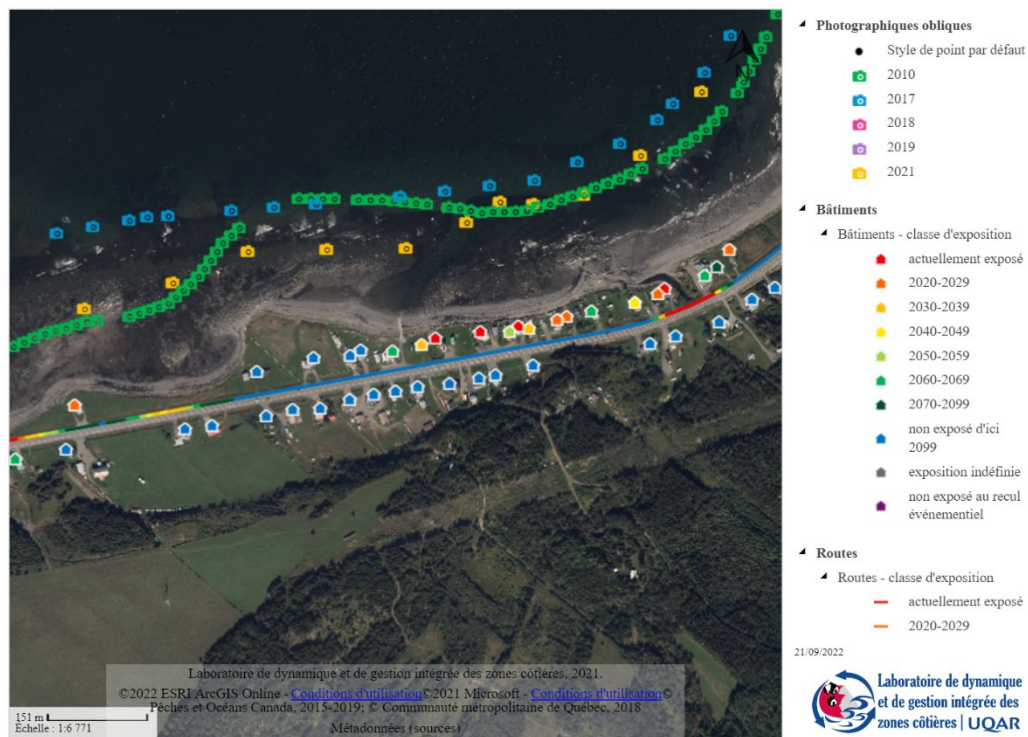 N
Photographiques obliques
Style de point par défaut
2010
2017
2018
2019
2021
Bâtiments
Bâtiments - classe d'exposition
actuellement exposé
2020-2029
2030-2039
2040-2049
2050-2059
2060-2069
2070-2099
non exposé d'ici
2099
exposition indéfinie
non exposé au recul
événementiel
Routes
Routes - classe d'exposition
actuellement exposé
2020-2029
21/09/2022
Laboratoire de dynamique
et de gestion intégrée des
zones côtières | UQAR
Laboratoire de dynamique et de gestion intégrée des zones côtières, 2021.
©2022 ESRI ArcGIS Online - Conditions d'utilisation©2021 Microsoft - Conditions d'utilisation©
Pêches et Océans Canada, 2015-2019; © Communauté métropolitaine de Québec, 2018
Métadonnées (sources)
151 m
Échelle : 1:6 771